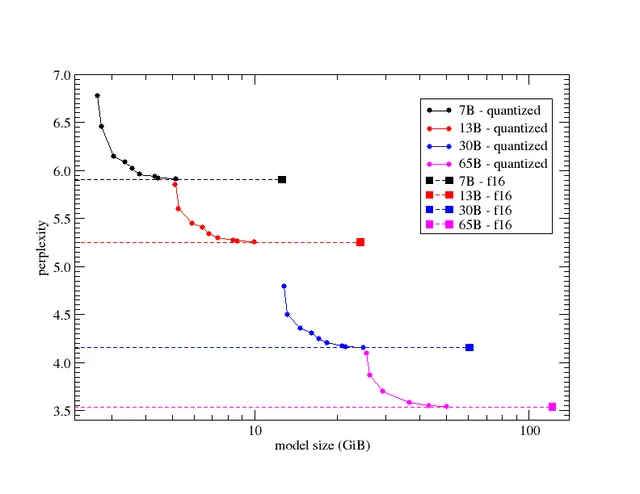 7.0
6.5
6.0
5.5
5.0
4.5
4.0
3.5
perplexity
10
100
model size (GiB)
7B - quantized
13B - quantized
30B - quantized
65B - quantized
7B - f16
13B - f16
30B - f16
65B - f16